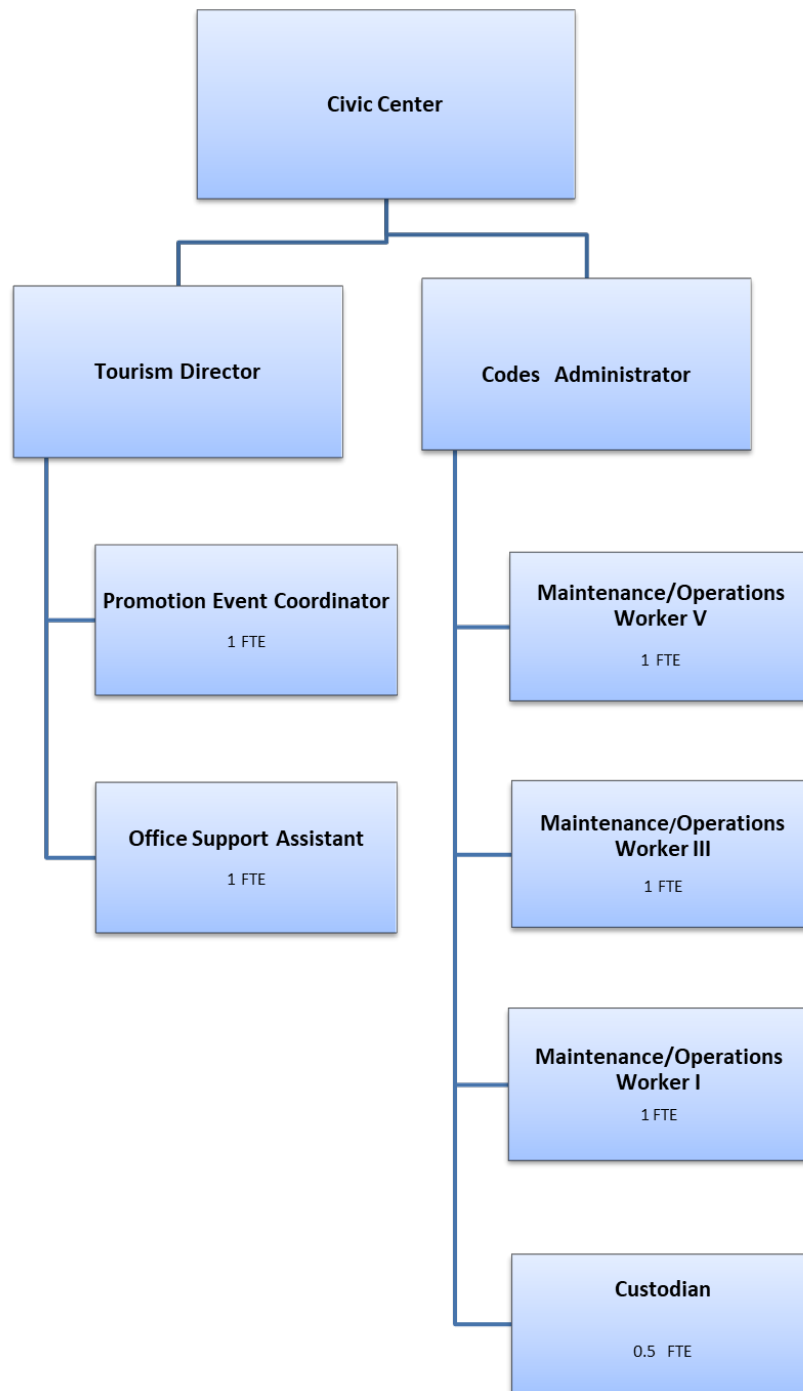 Civic Center
Tourism Director
Codes Administrator
Promotion Event Coordinator
1 FTE
Office Support Assistant
1 FTE
Maintenance/Operations
Worker V
1 FTE
Maintenance/Operations
Worker III
1 FTE
Maintenance/Operations
Worker I
1 FTE
Custodian
0.5 FTE